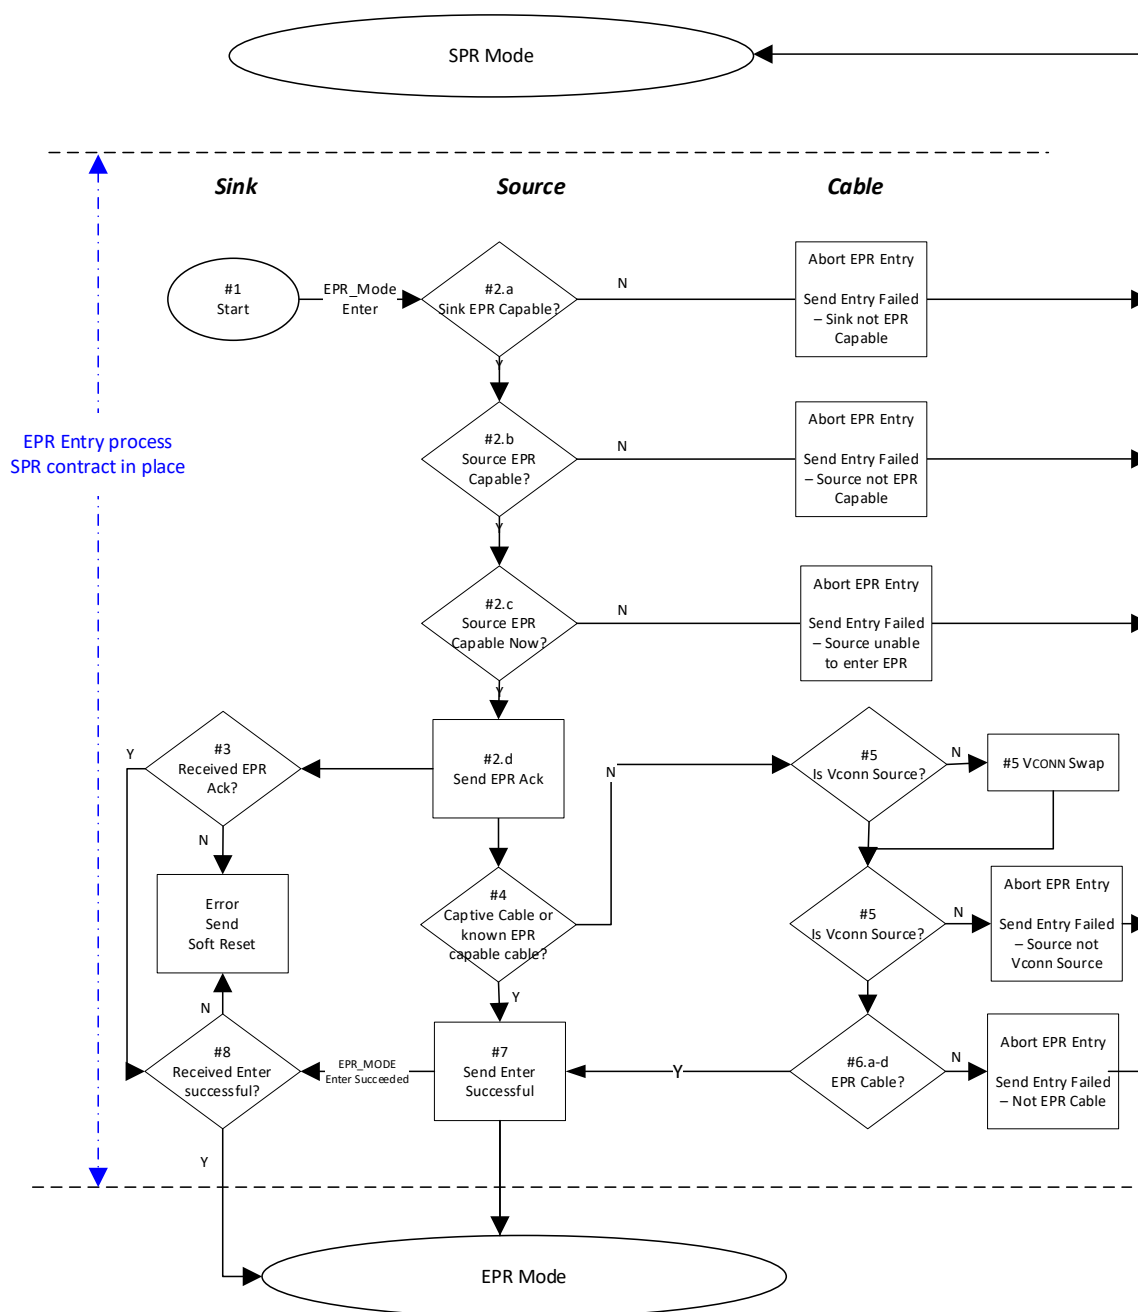 SPR Mode
Sink
Source
Cable
#1
Start
EPR_Mode
Enter
#2.a
Sink EPR Capable?
N
Abort EPR Entry
Send Entry Failed
– Sink not EPR
Capable
Y
EPR Entry process
SPR contract in place
#2.b
Source EPR
Capable?
N
Abort EPR Entry
Send Entry Failed
– Source not EPR
Capable
Y
#2.c
Source EPR
Capable Now?
N
Abort EPR Entry
Send Entry Failed
– Source unable
to enter EPR
Y
Y
#3
Received EPR
Ack?
#2.d
Send EPR Ack
N
#5
Is Vconn Source?
N
#5 VCONN Swap
N
Error
Send
Soft Reset
#4
Captive Cable or
known EPR
capable cable?
#5
Is Vconn Source?
N
Abort EPR Entry
Send Entry Failed
– Source not
Vconn Source
N
Y
#8
Received Enter
successful?
EPR_MODE
Enter Succeeded
#7
Send Enter
Successful
Y
#6.a-d
EPR Cable?
N
Abort EPR Entry
Send Entry Failed
– Not EPR Cable
Y
EPR Mode